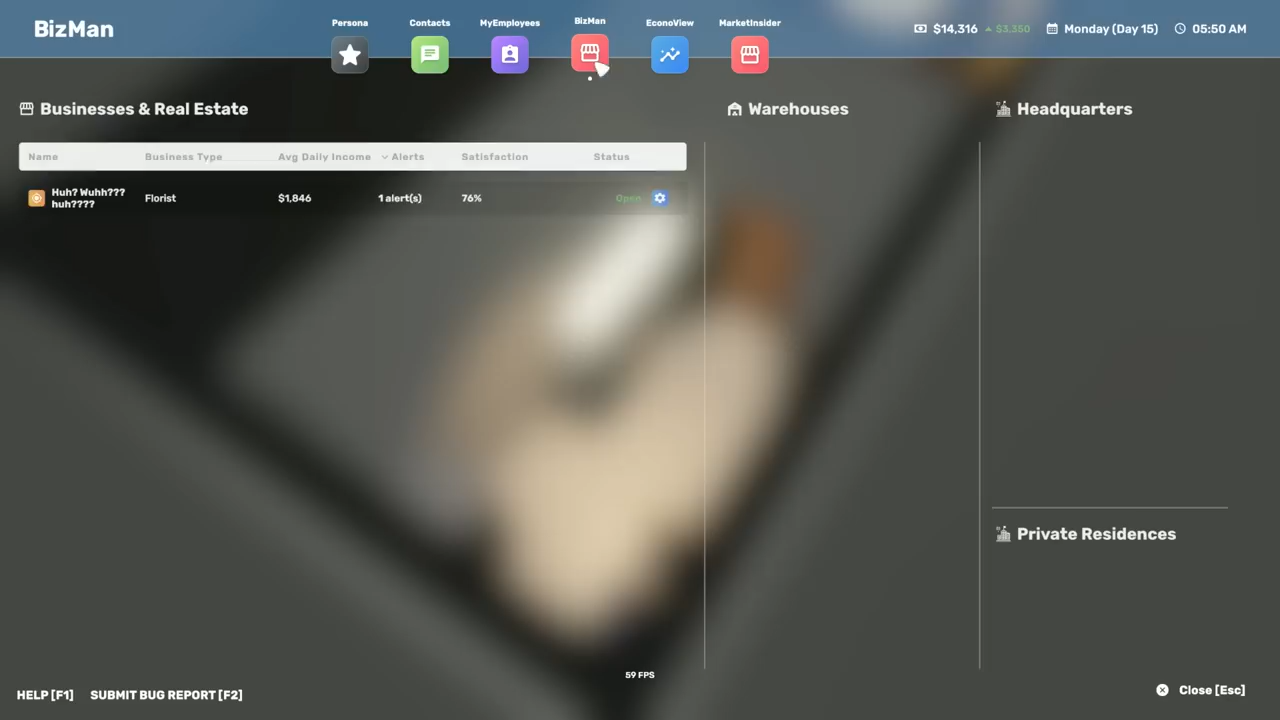 BizMan
Persona
Contacts
MyEmployees
BizMan
EconoView
MarketInsider
$14,316
$3,350
Monday (Day 15)
05:50 AM
Businesses & Real Estate
Warehouses
Headquarters
Name
Business Type
Avg Daily Income
Alerts
Satisfaction
Status
Huh? Wuhh???
huh????
Florist
$1,846
1 alert(s)
76%
Open
Private Residences
59 FPS
HELP [F1]
SUBMIT BUG REPORT [F2]
Close [Esc]